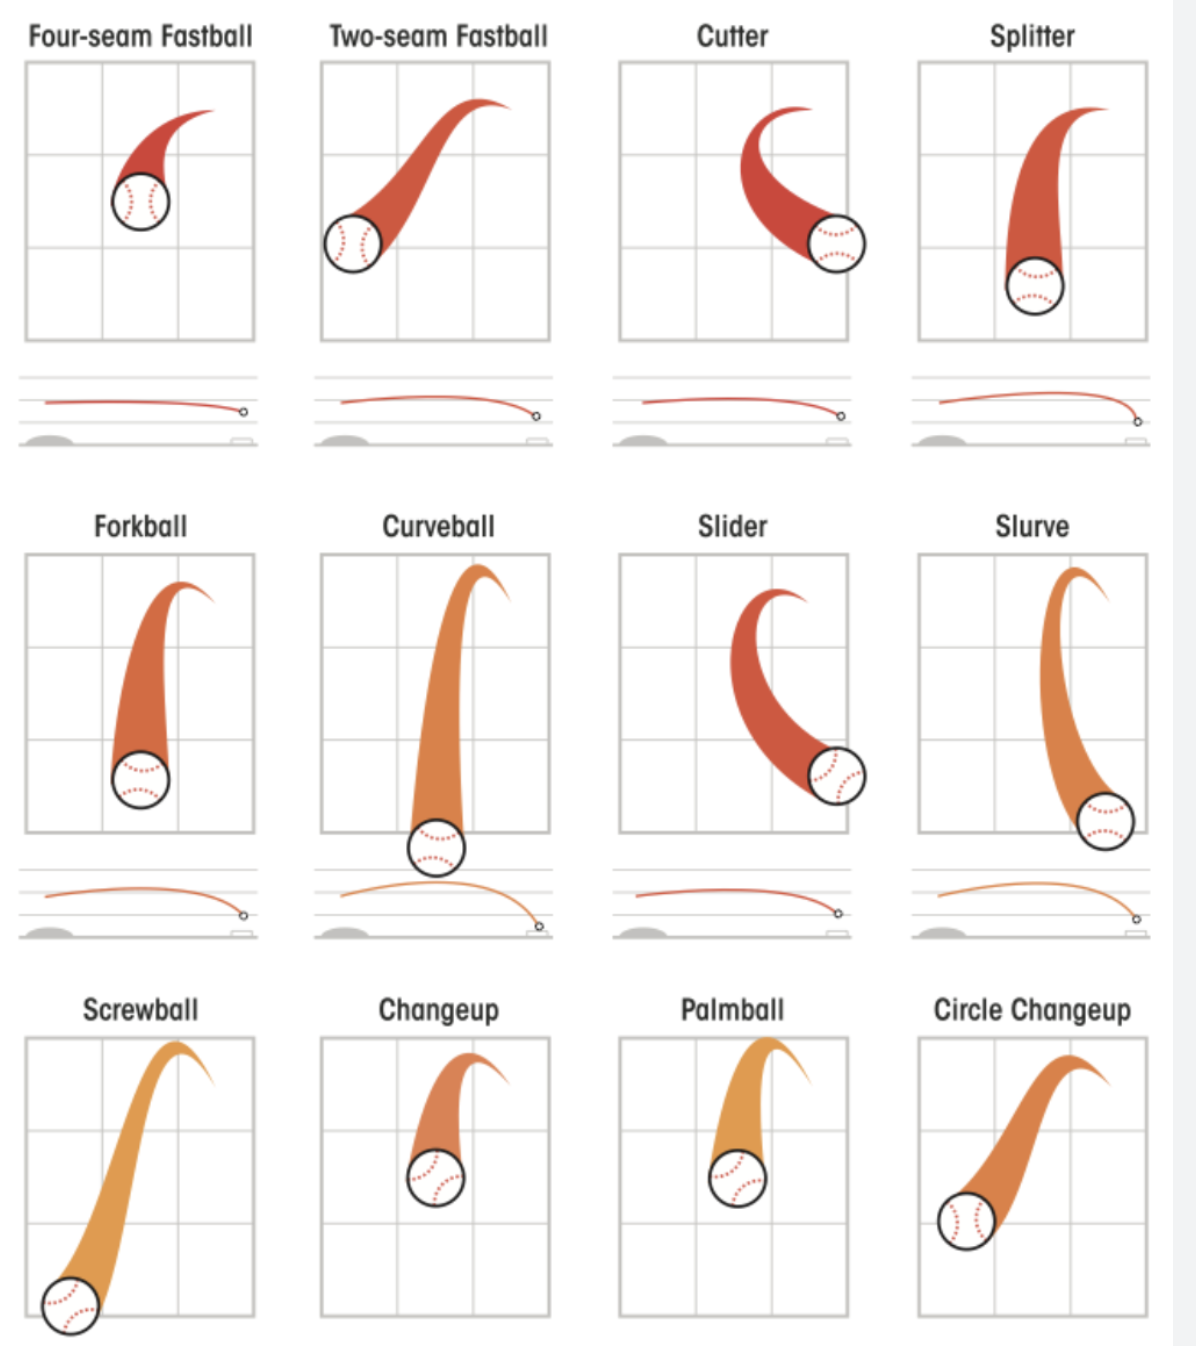 Four-seam Fastball
Two-seam Fastball
Cutter
Splitter
Forkball
Curveball
Slider
Slurve
Screwball
Changeup
Palmball
Circle Changeup